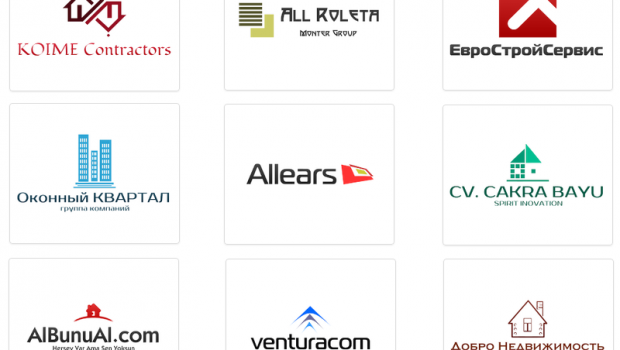 KOIME Contractors
All Roleta
Monter Group
ЕвроСтройСервис
Оконный КВАРТАЛ
группа компаний
Allears
CV. CAKRA BAYU
SPIRIT INOVATION
AlBunuAl.com
Herşey Var Ama Sen Yoksun
venturacom
Добро Недвижимость